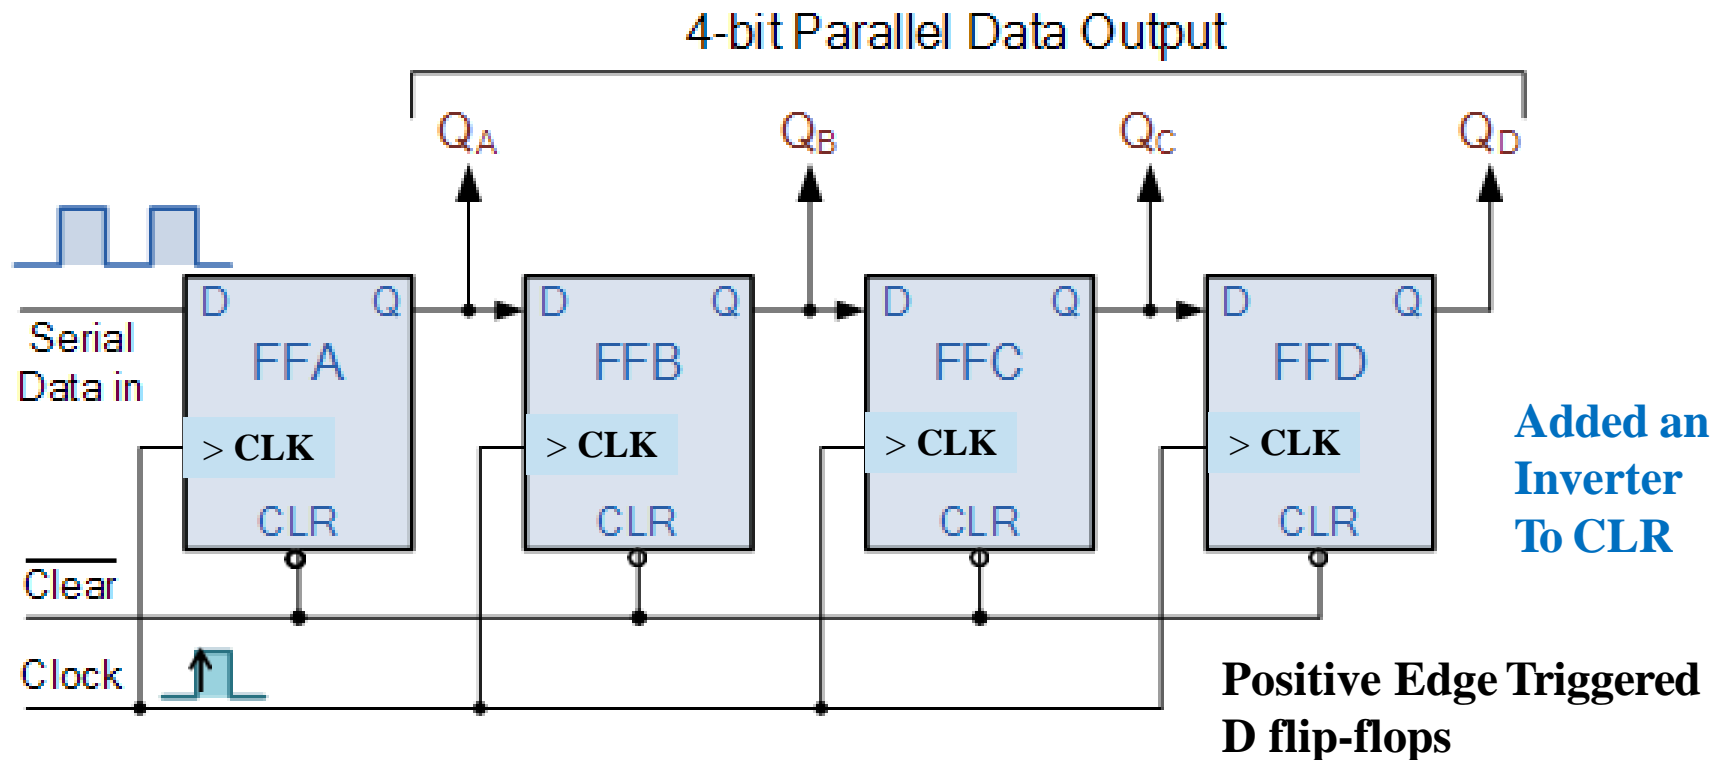 4-bit Parallel Data Output
QA QB QC QD
D Q D Q D Q D Q
Serial
Data in
FFA FFB FFC FFD
> CLK > CLK > CLK > CLK
Added an
Inverter
To CLR
CLR CLR CLR CLR
Clear
Clock
Positive Edge Triggered
D flip-flops